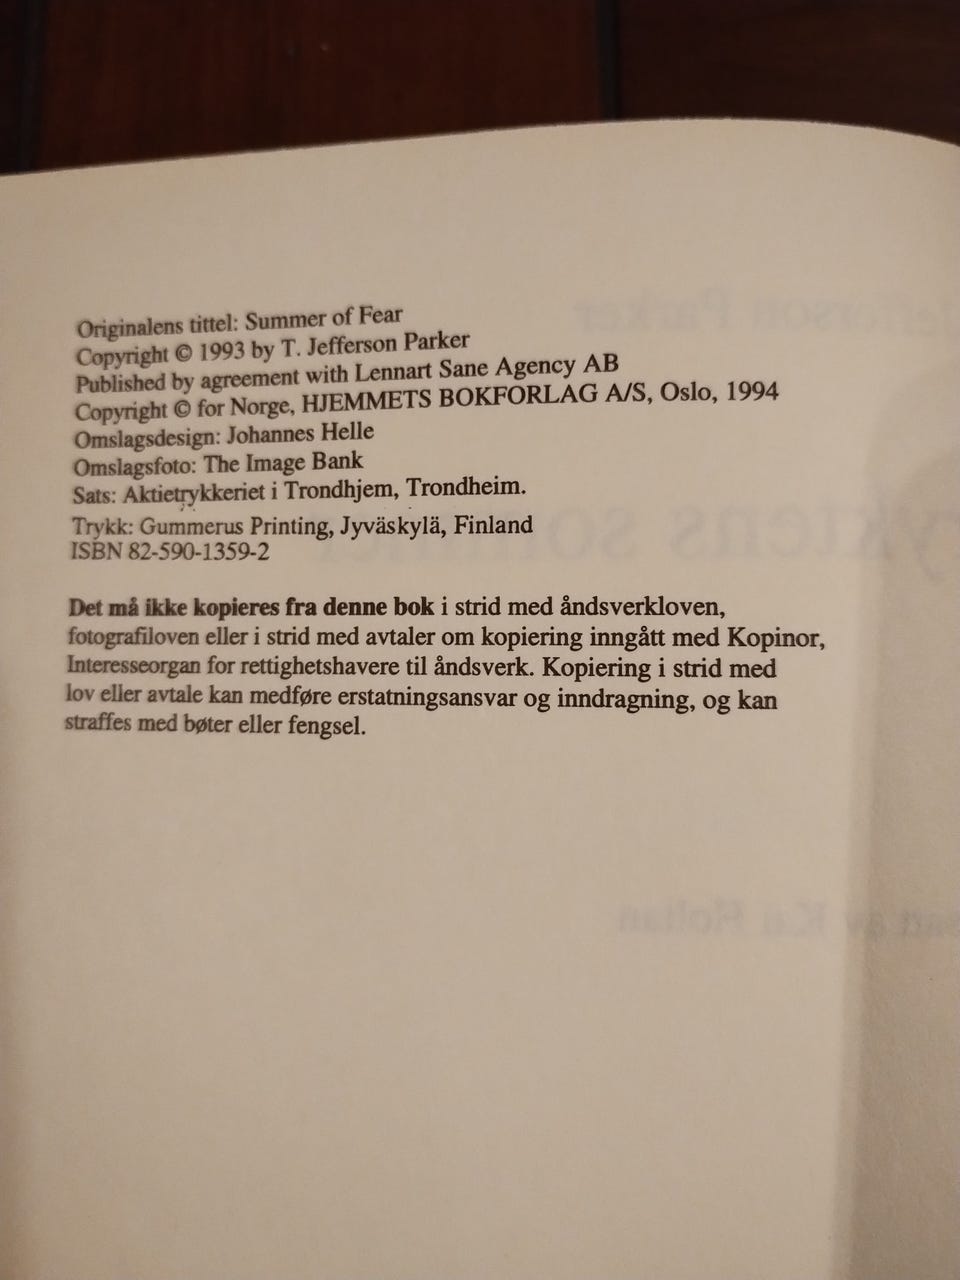 Originalens tittel: Summer of Fear
Copyright © 1993 by T. Jefferson Parker
Published by agreement with Lennart Sane Agency AB
Copyright © for Norge, HJEMMETS BOKFORLAG A/S, Oslo, 1994
Omslagsdesign: Johannes Helle
Omslagsfoto: The Image Bank
Sats: Aktietrykkeriet i Trondhjem, Trondheim.
Trykk: Gummerus Printing, Jyväskylä, Finland
ISBN 82-590-1359-2
Det må ikke kopieres fra denne bok i strid med åndsverkloven,
fotografiloven eller i strid med avtaler om kopiering inngått med Kopinor,
Interesseorgan for rettighetshavere til åndsverk. Kopiering i strid med
lov eller avtale kan medføre erstatningsansvar og inndragning, og kan
straffes med bøter eller fengsel.